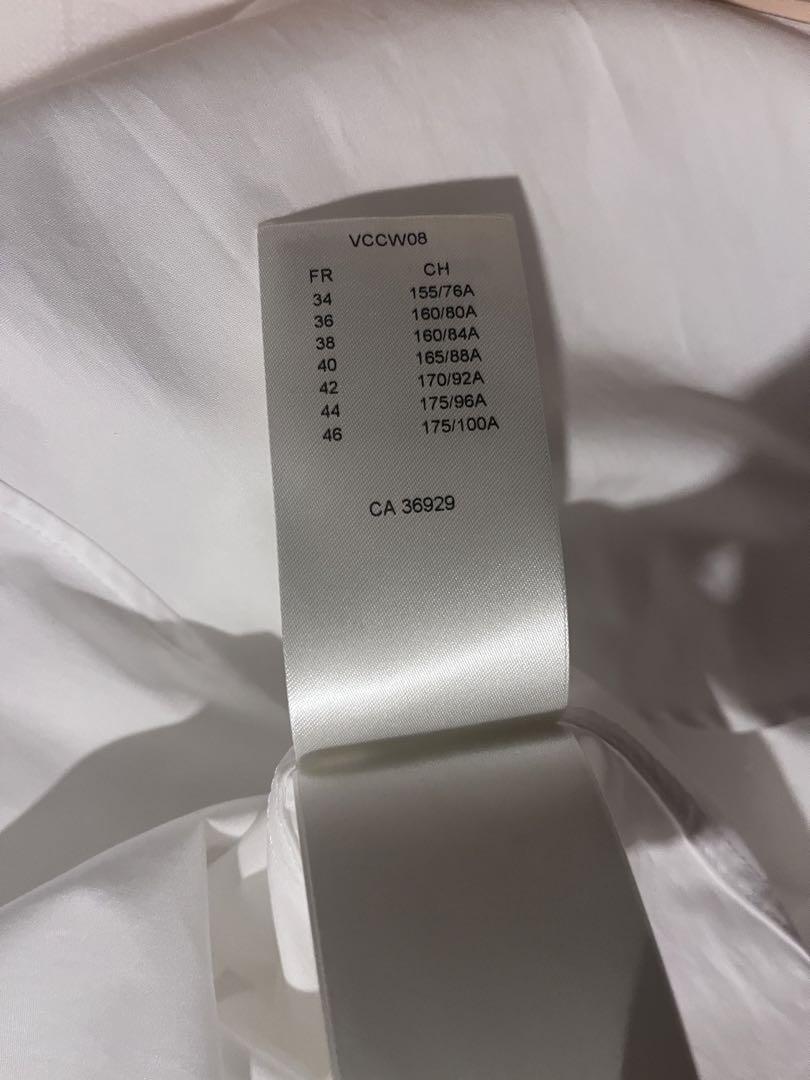 VCCW08
FR CH
34 155/76A
36 160/80A
38 160/84A
40 165/88A
42 170/92A
44 175/96A
46 175/100A
CA 36929